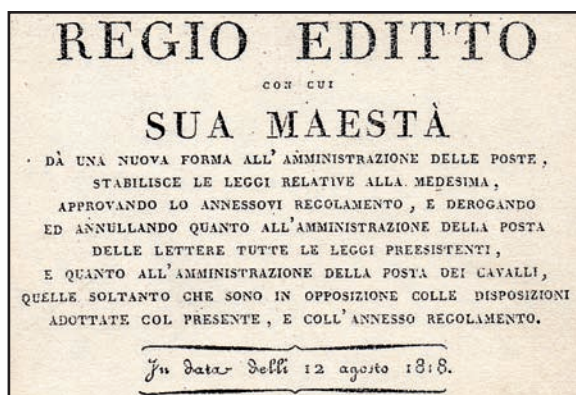 REGIO EDITTO
CON CUI
SUA MAESTÀ
DÀ UNA NUOVA FORMA ALL' AMMINISTRAZIONE DELLE POSTE,
STABILISCE LE LEGGI RELATIVE ALLA MEDESIMA,
APPROVANDO LO ANNESSOVI REGOLAMENTO, E DEROGANDO
ED ANNULLANDO QUANTO ALL'AMMINISTRAZIONE DELLA POSTA
DELLE LETTERE TUTTE LE LEGGI PREESISTENTI,
E QUANTO ALL'AMMINISTRAZIONE DELLA POSTA DEI CAVALLI,
QUELLE SOLTANTO CHE SONO IN OPPOSIZIONE COLLE DISPOSIZIONI
ADOTTATE COL PRESENTE, E COLL'ANNESSO REGOLAMENTO.
In data delli 12 agosto 1818.